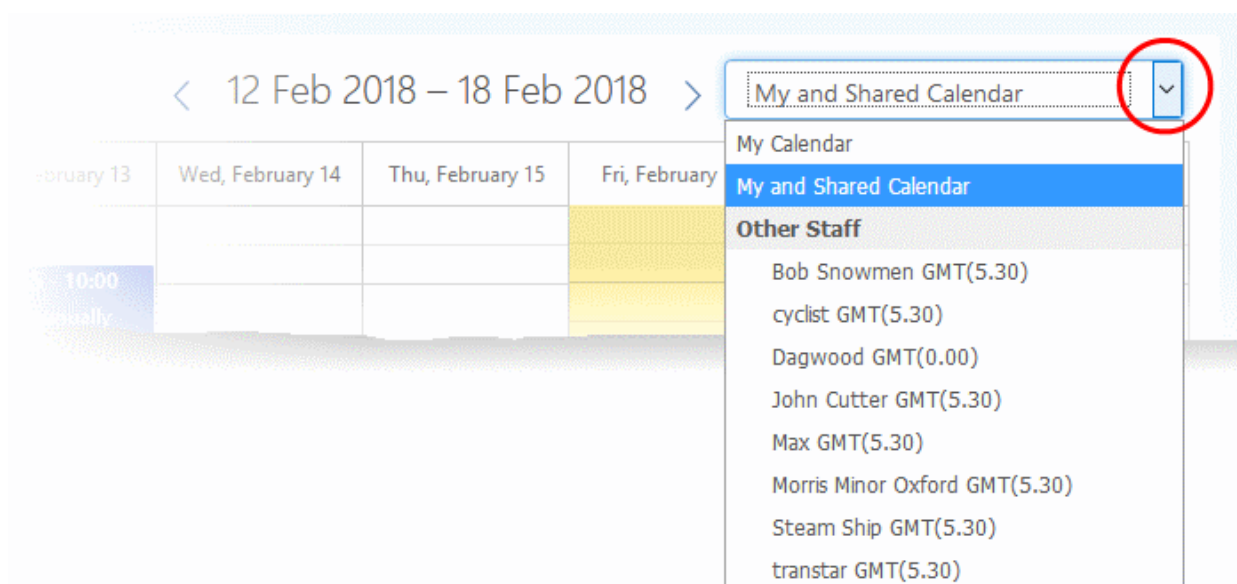 12 Feb 2018 – 18 Feb 2018
My and Shared Calendar
My Calendar
My and Shared Calendar
Other Staff
Bob Snowmen GMT(5.30)
cyclist GMT(5.30)
Dagwood GMT(0.00)
John Cutter GMT(5.30)
Max GMT(5.30)
Morris Minor Oxford GMT(5.30)
Steam Ship GMT(5.30)
transtar GMT(5.30)
13 Wed, February 14 Thu, February 15 Fri, February
10:00